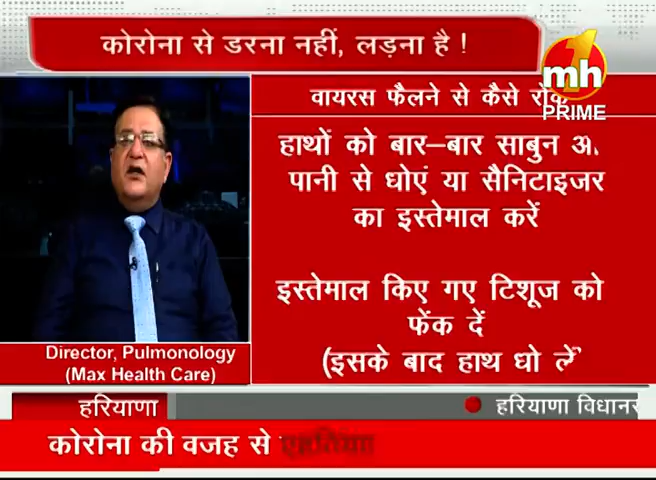 कोरोना से डरना नहीं, लड़ना है !
mh
PRIME
वायरस फैलने से कैसे
हाथों को बार–बार साबुन
पानी से धोएं या सैनिटाइजर
का इस्तेमाल करें
इस्तेमाल किए गए टिशूज को
फेंक दें
(इसके बाद हाथ धो लें
Director, Pulmonology
(Max Health Care)
हरियाणा
हरियाणा
कोरोना की वजह से